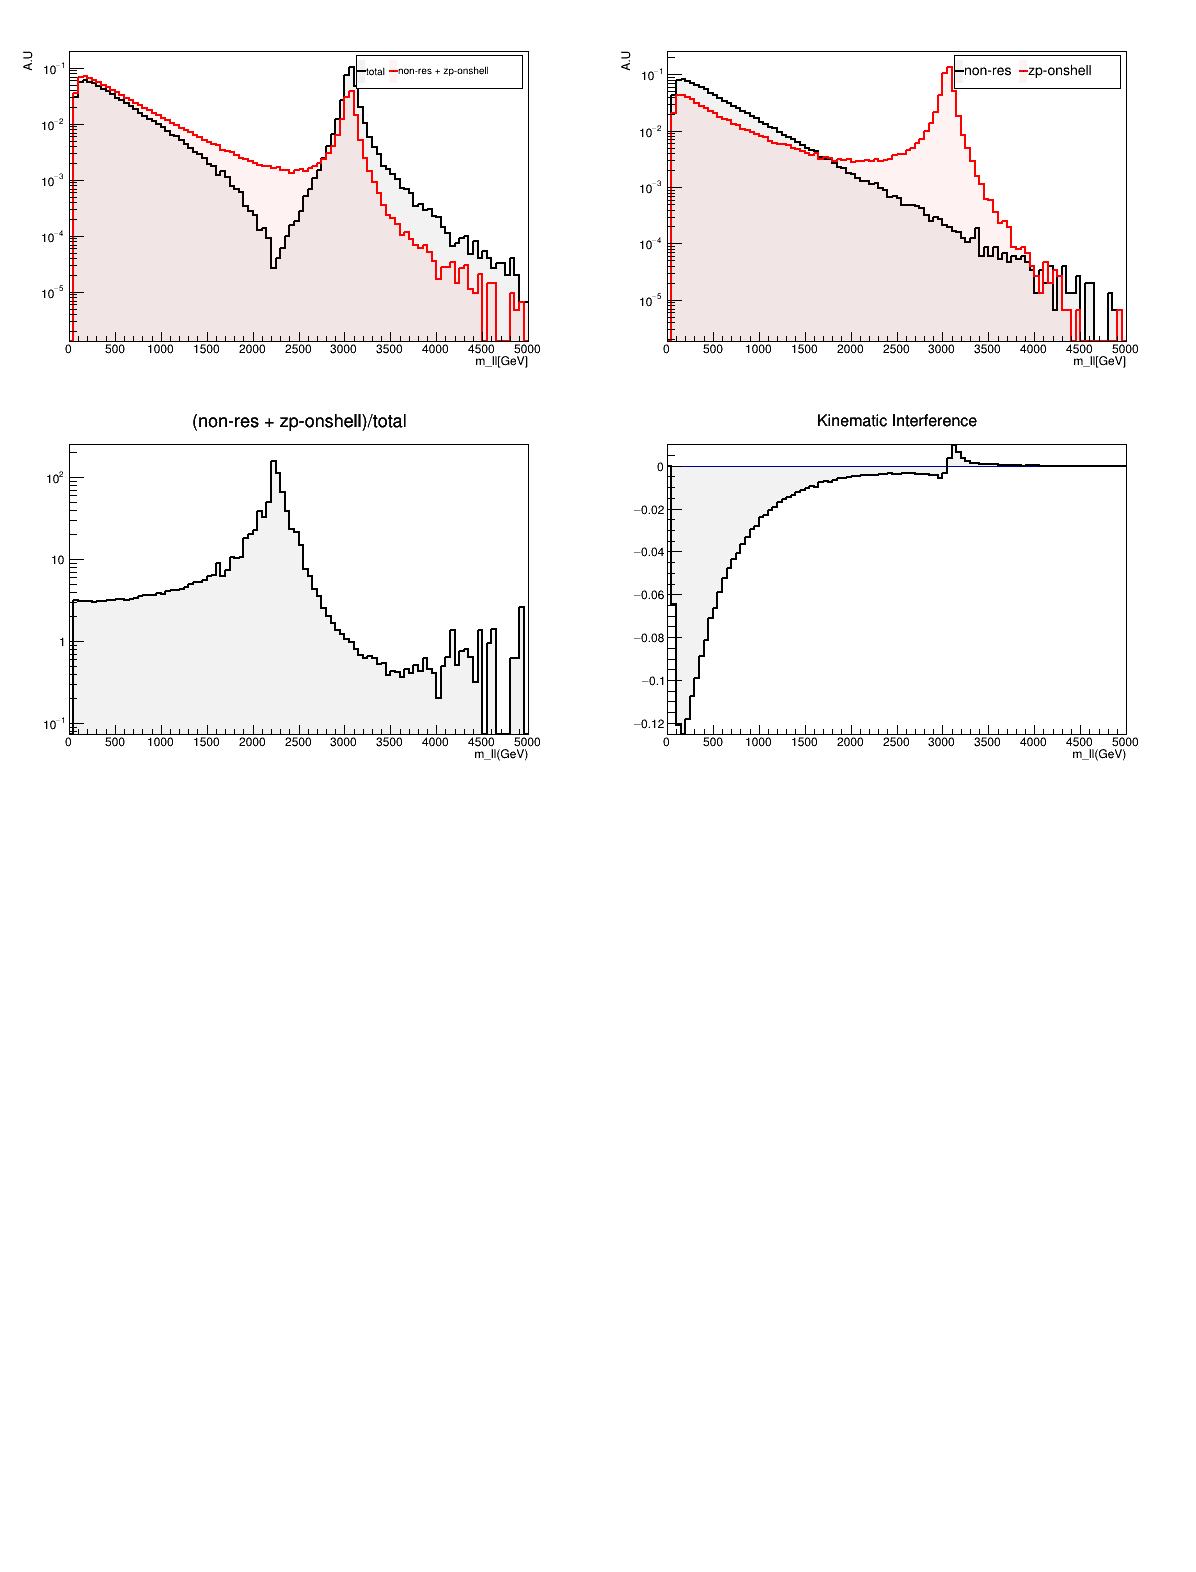 A.U
total non-res + zp-onshell
10⁻¹
10⁻²
10⁻³
10⁻⁴
10⁻⁵
0 500 1000 1500 2000 2500 3000 3500 4000 4500 5000
m_ll[GeV]
A.U
non-res zp-onshell
10⁻¹
10⁻²
10⁻³
10⁻⁴
10⁻⁵
0 500 1000 1500 2000 2500 3000 3500 4000 4500 5000
m_ll[GeV]
(non-res + zp-onshell)/total
10²
10
1
10⁻¹
0 500 1000 1500 2000 2500 3000 3500 4000 4500 5000
m_ll(GeV)
Kinematic Interference
0
−0.02
−0.04
−0.06
−0.08
−0.1
−0.12
0 500 1000 1500 2000 2500 3000 3500 4000 4500 5000
m_ll(GeV)